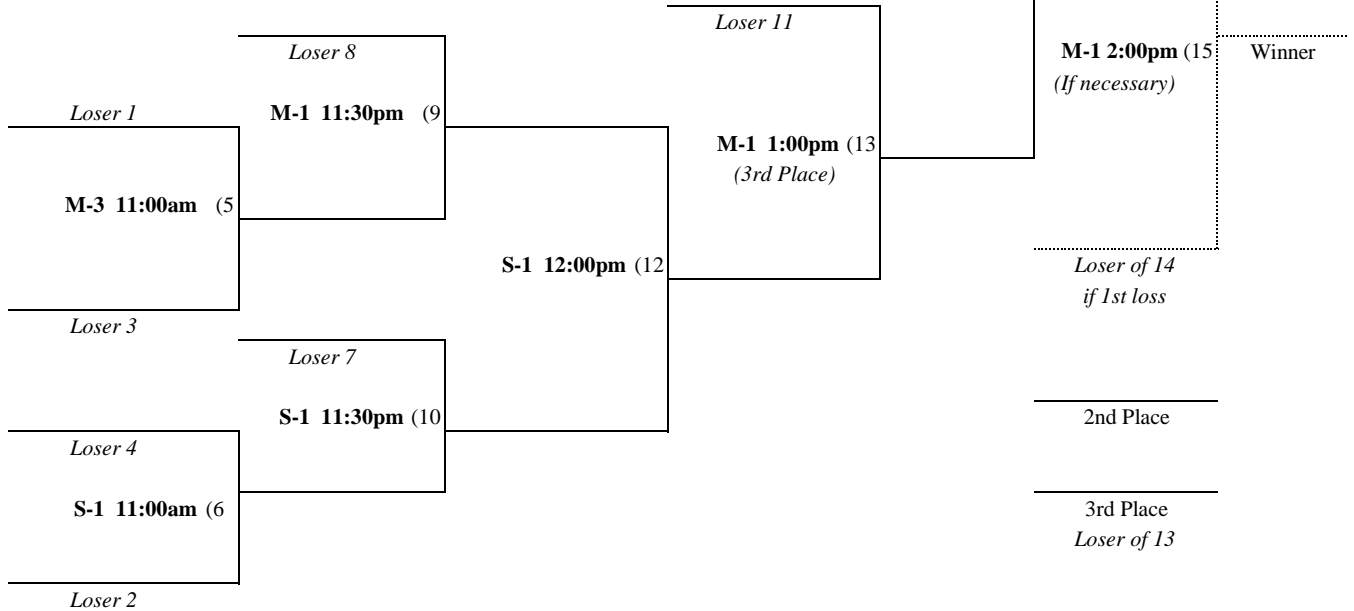 Loser 11
Loser 8
M-1 2:00pm (15
Winner
(If necessary)
Loser 1
M-1 11:30pm (9
M-1 1:00pm (13
(3rd Place)
M-3 11:00am (5
S-1 12:00pm (12
Loser of 14
if 1st loss
Loser 3
Loser 7
S-1 11:30pm (10
2nd Place
Loser 4
S-1 11:00am (6
3rd Place
Loser of 13
Loser 2